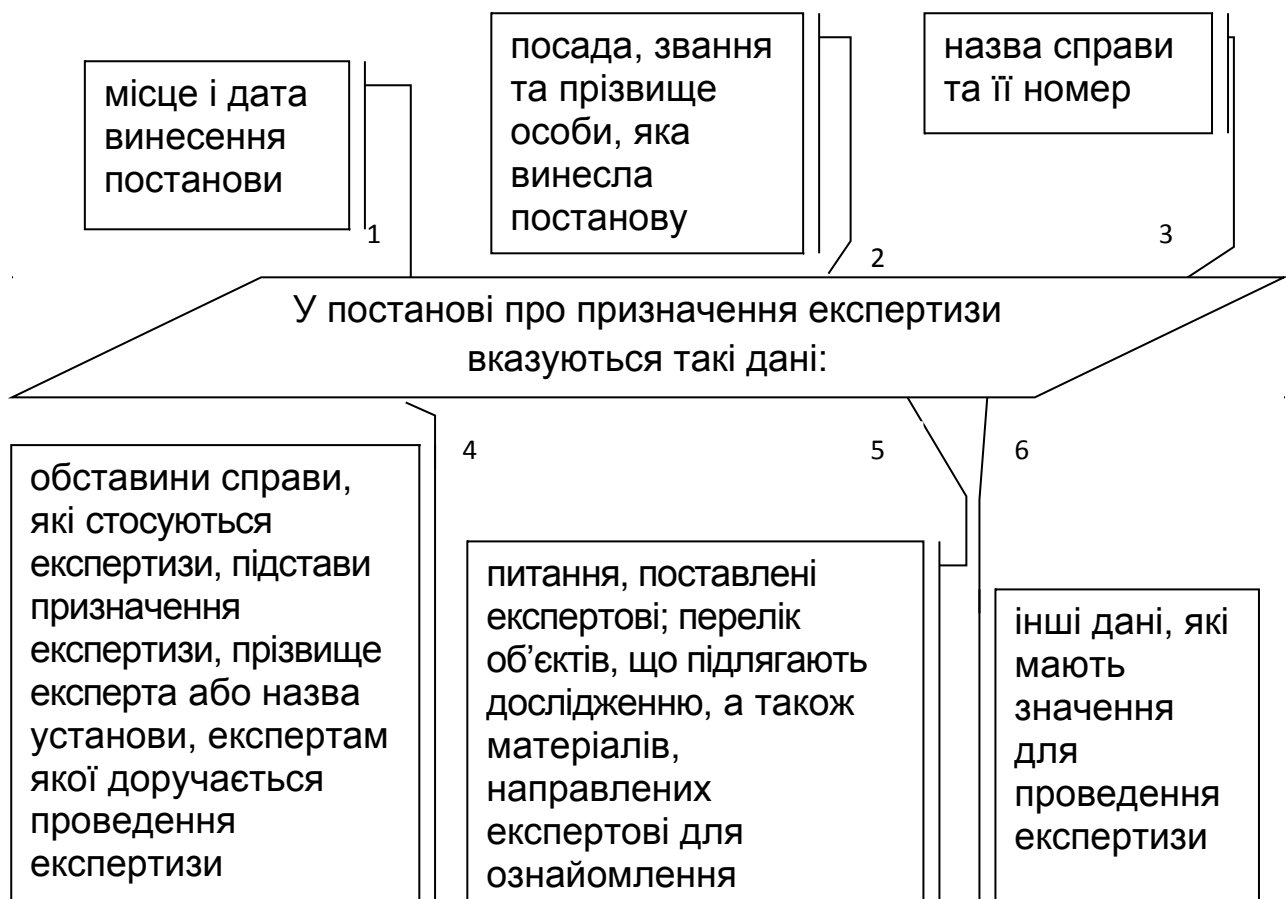 місце і дата
винесення
постанови
1
посада, звання
та прізвище
особи, яка
винесла
постанову
2
назва справи
та її номер
3
У постанові про призначення експертизи
вказуються такі дані:
4
обставини справи,
які стосуються
експертизи, підстави
призначення
експертизи, прізвище
експерта або назва
установи, експертам
якої доручається
проведення
експертизи
5
питання, поставлені
експертові; перелік
об’єктів, що підлягають
дослідженню, а також
матеріалів,
направлених
експертові для
ознайомлення
6
інші дані, які
мають
значення
для
проведення
експертизи